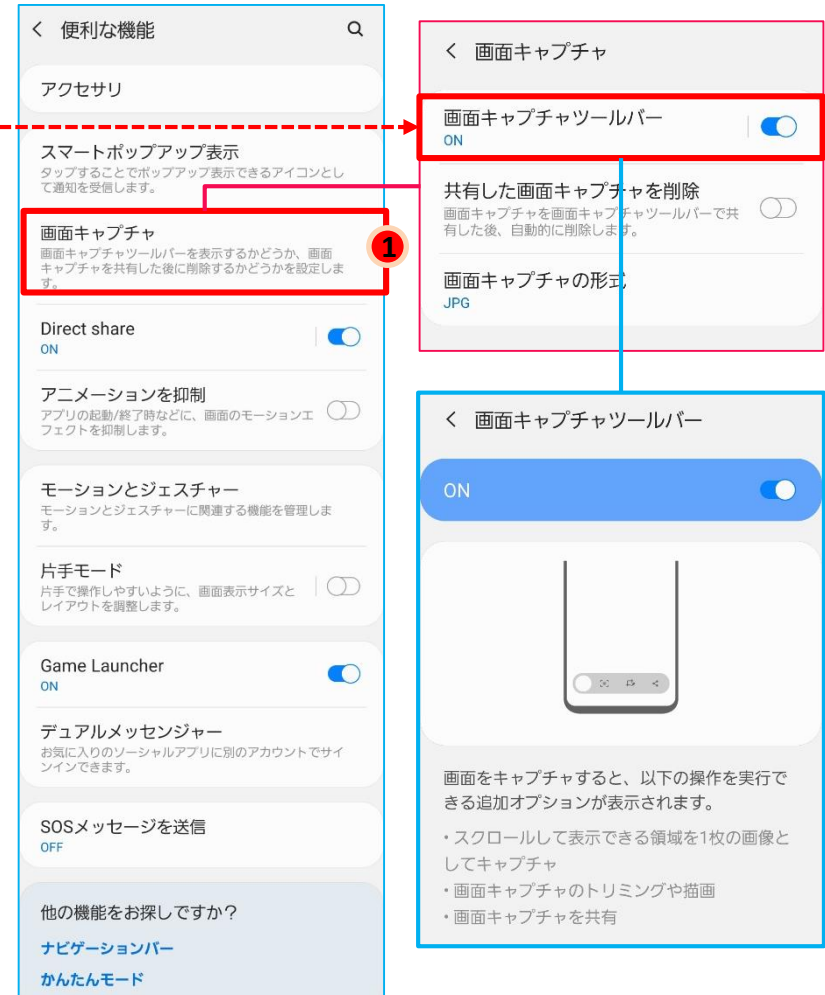 便利な機能
アクセサリ
スマートポップアップ表示
タップすることでポップアップ表示できるアイコンとし
て通知を受信します。
画面キャプチャ
画面キャプチャツールバーを表示するかどうか、画面
キャプチャを共有した後に削除するかどうかを設定しま
す。
1
Direct share
ON
アニメーションを抑制
アプリの起動/終了時などに、画面のモーションエ
フェクトを抑制します。
モーションとジェスチャー
モーションとジェスチャーに関連する機能を管理しま
す。
片手モード
片手で操作しやすいように、画面表示サイズと
レイアウトを調整します。
Game Launcher
ON
デュアルメッセンジャー
お気に入りのソーシャルアプリに別のアカウントでサイ
ンインできます。
SOSメッセージを送信
OFF
他の機能をお探しですか？
ナビゲーションバー
かんたんモード
画面キャプチャ
画面キャプチャツールバー
ON
共有した画面キャプチャを削除
画面キャプチャを画面キャプチャツールバーで共
有した後、自動的に削除します。
画面キャプチャの形式
JPG
画面キャプチャツールバー
ON
画面をキャプチャすると、以下の操作を実行で
きる追加オプションが表示されます。
・スクロールして表示できる領域を1枚の画像と
してキャプチャ
・画面キャプチャのトリミングや描画
・画面キャプチャを共有